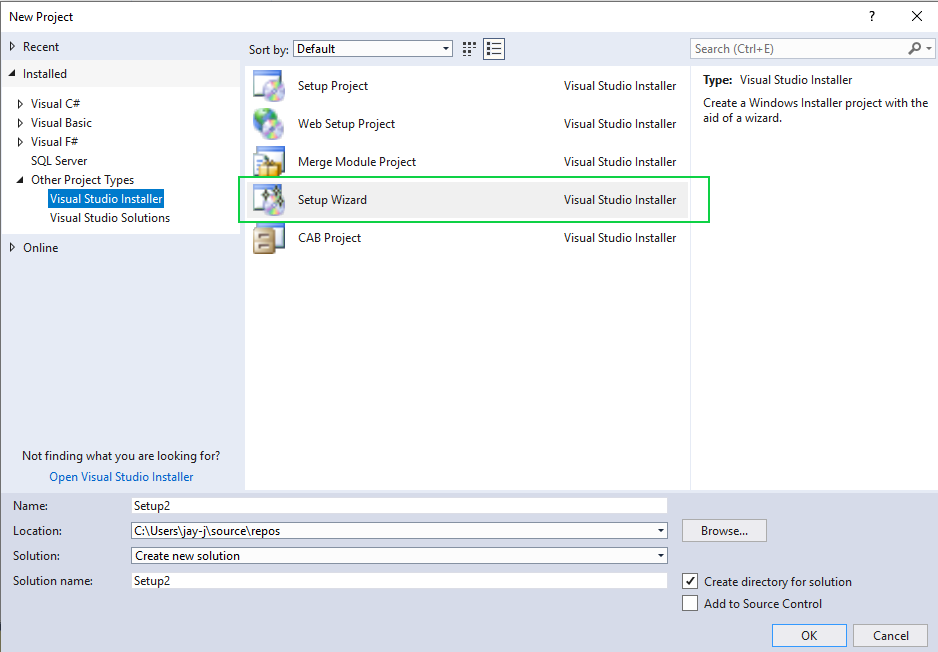 New Project
?
Recent
Sort by: Default
Search (Ctrl+E)
Installed
Visual C#
Visual Basic
Visual F#
SQL Server
Other Project Types
Visual Studio Installer
Visual Studio Solutions
Online
Not finding what you are looking for?
Open Visual Studio Installer
Setup Project Visual Studio Installer
Web Setup Project Visual Studio Installer
Merge Module Project Visual Studio Installer
Setup Wizard Visual Studio Installer
CAB Project Visual Studio Installer
Type: Visual Studio Installer
Create a Windows Installer project with the
aid of a wizard.
Name: Setup2
Location: C:\Users\jay-j\source\repos Browse...
Solution: Create new solution
Solution name: Setup2
Create directory for solution
Add to Source Control
OK Cancel